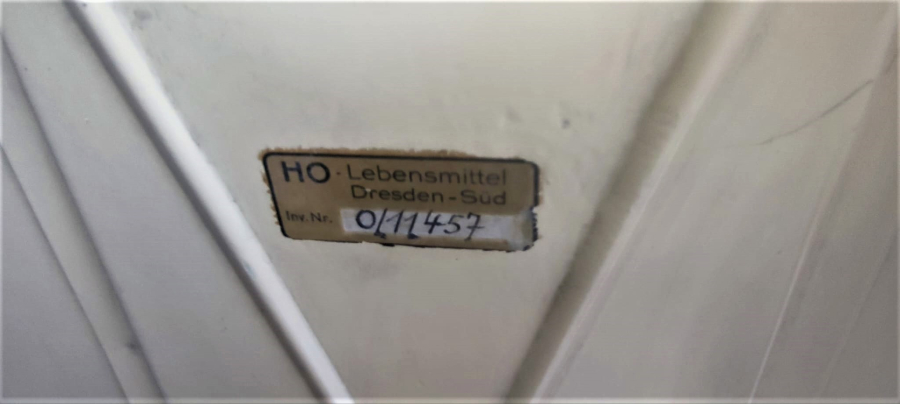 HO · Lebensmittel
Dresden-Süd
Inv. Nr. 0/11457